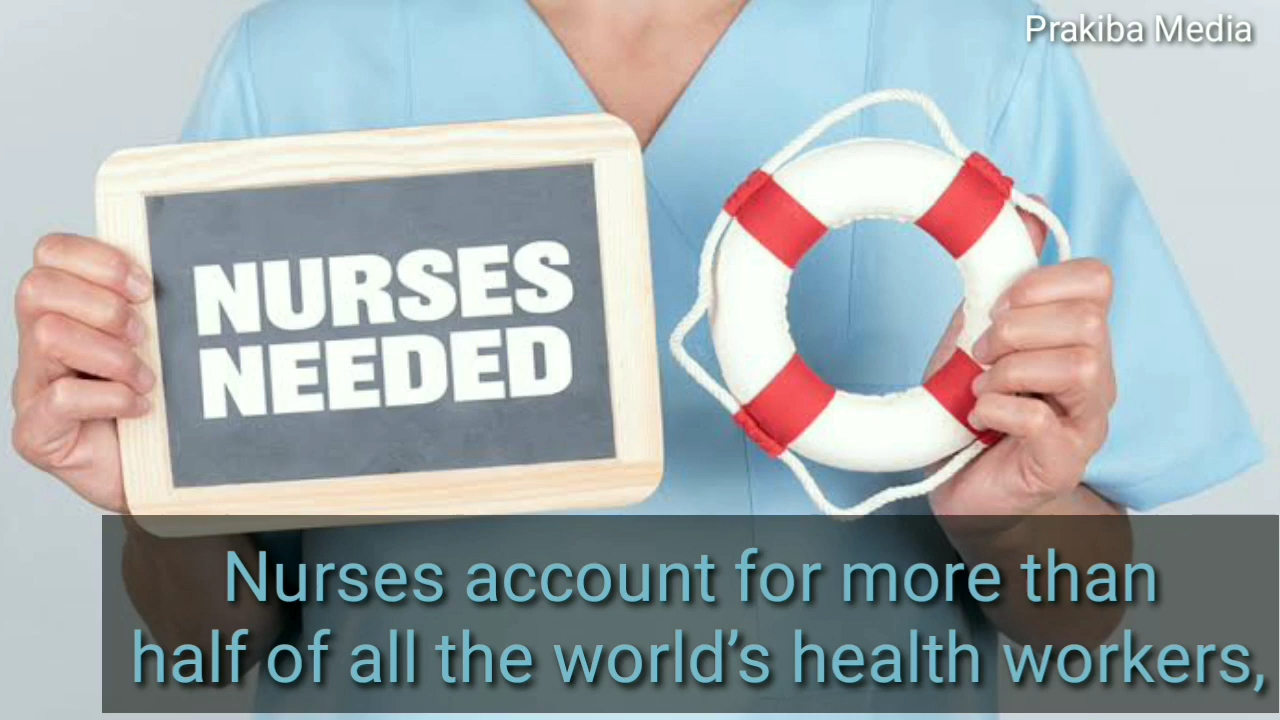 Prakiba Media
NURSES
NEEDED
Nurses account for more than
half of all the world’s health workers,